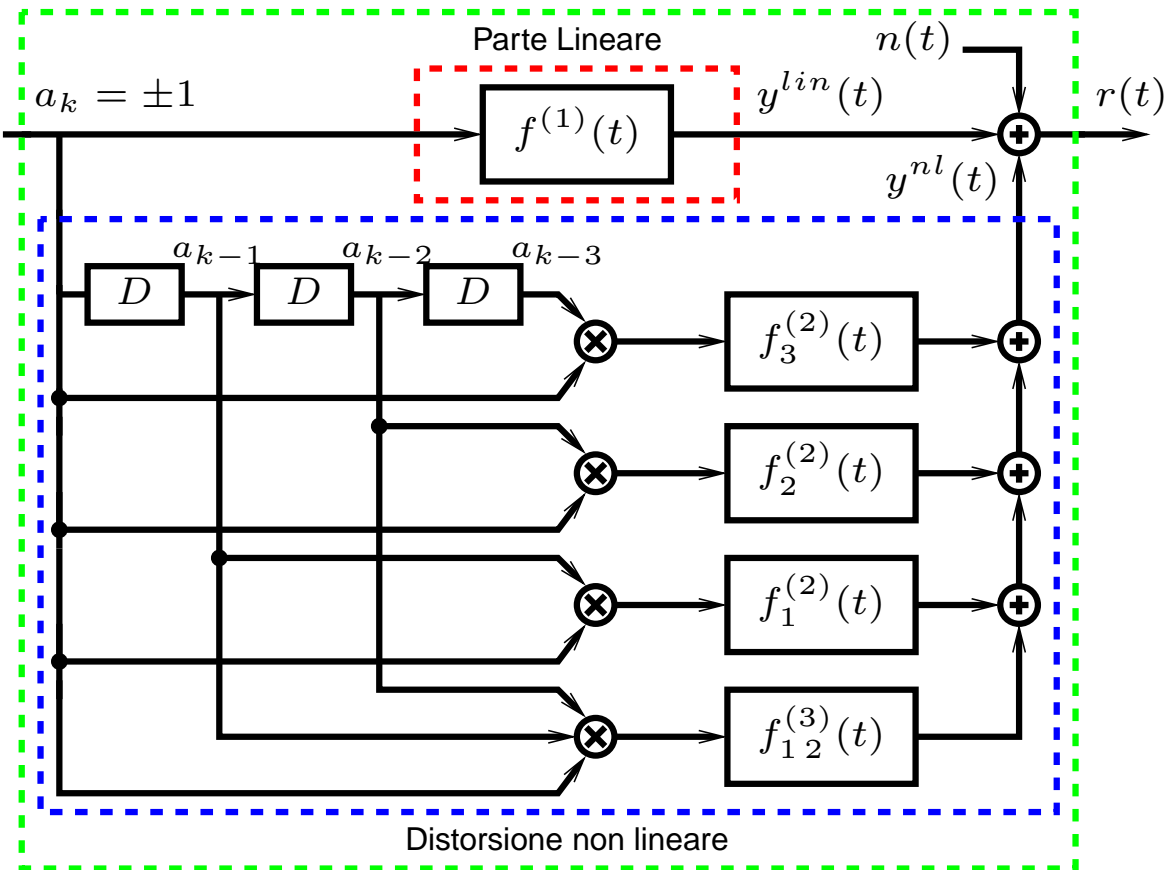 Parte Lineare
n(t)
a_k = ±1
f^{(1)}(t)
y^{lin}(t)
r(t)
y^{nl}(t)
a_{k-1}
a_{k-2}
a_{k-3}
D
D
D
f_3^{(2)}(t)
f_2^{(2)}(t)
f_1^{(2)}(t)
f_{1 2}^{(3)}(t)
Distorsione non lineare